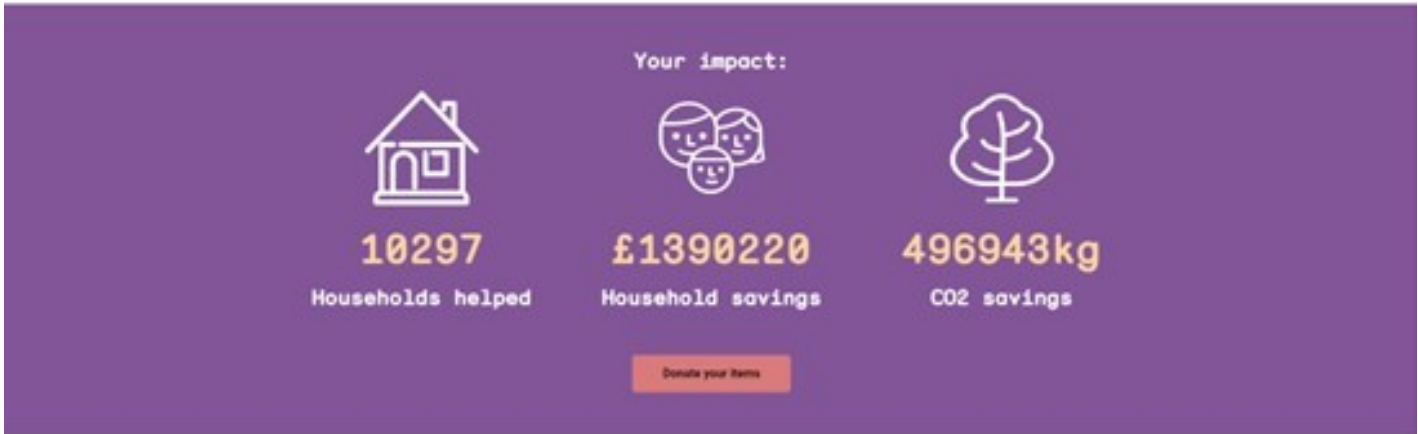 Your impact:
10297
£1390220
496943kg
Households helped
Household savings
CO2 savings
Donate your items